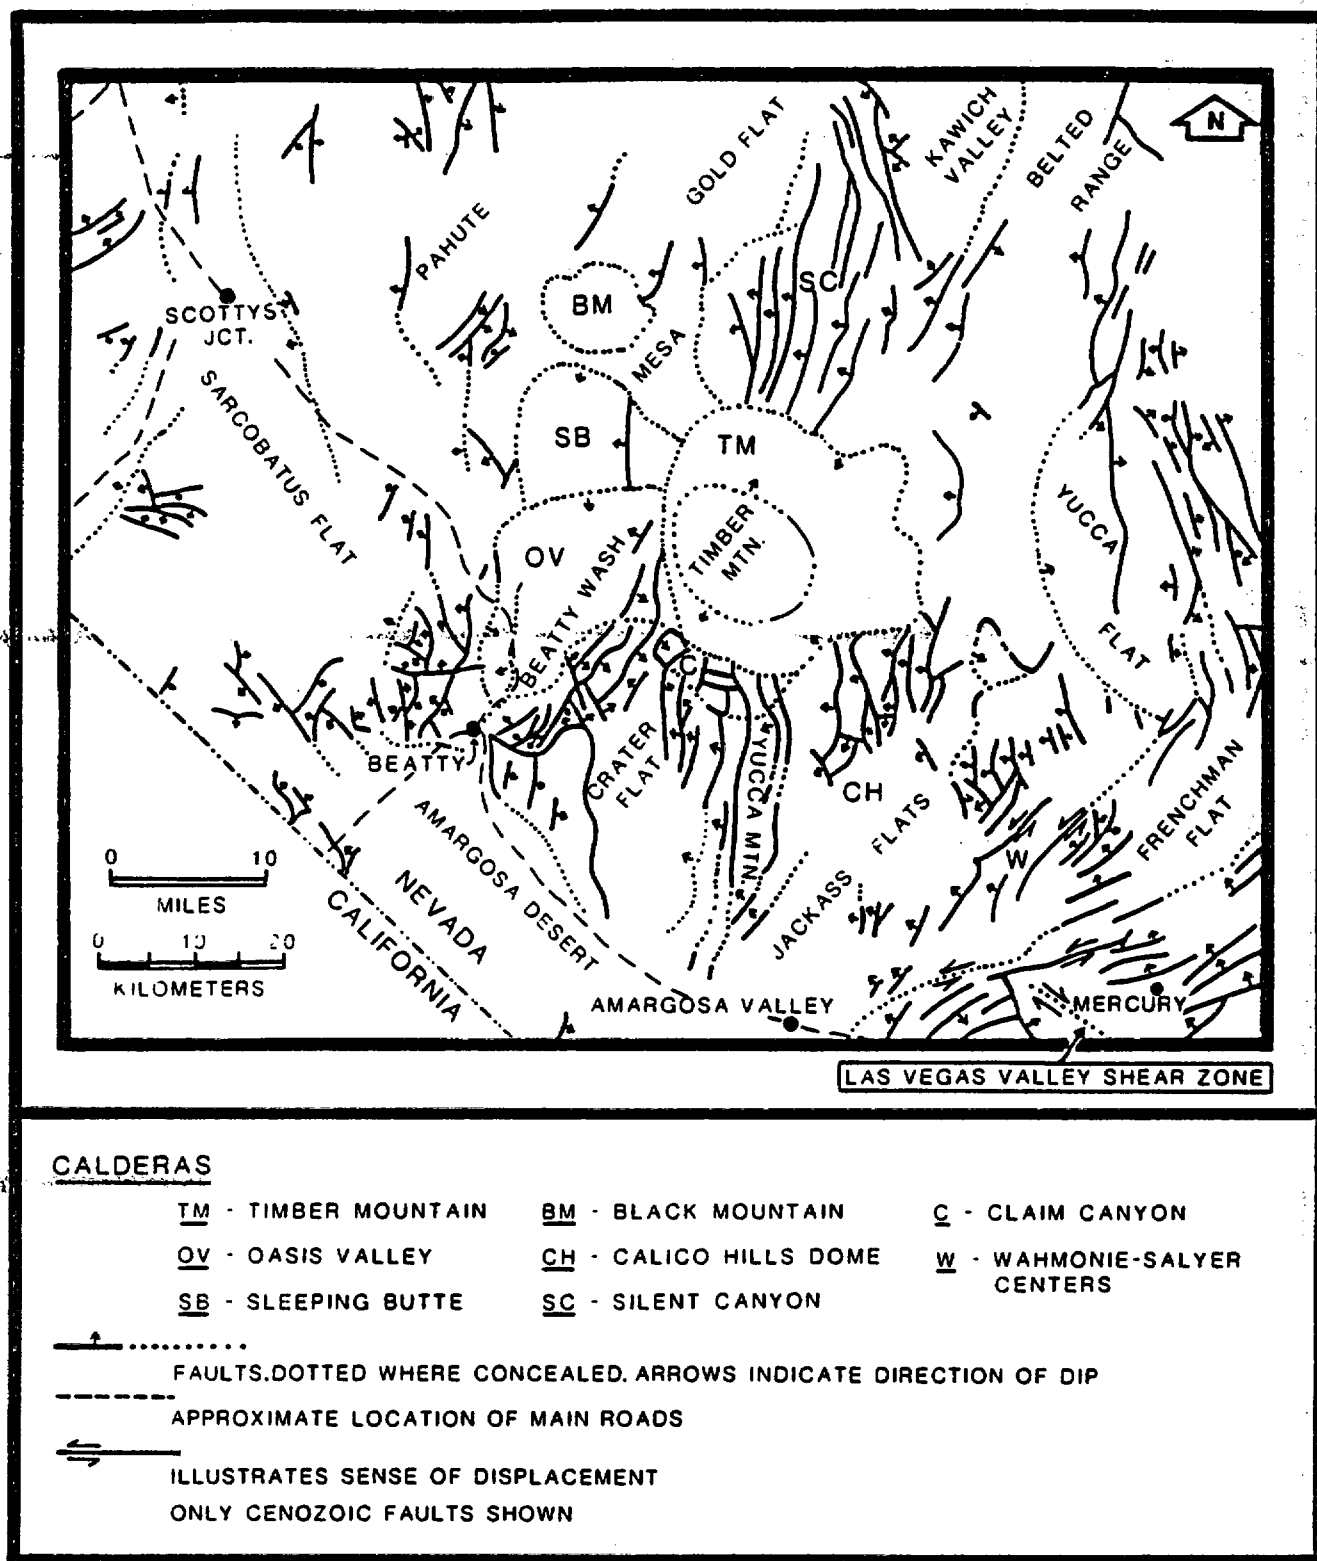 N
GOLD FLAT
KAWICH
VALLEY
BELTED
RANGE
PAHUTE
MESA
SC
BM
SCOTTYS
JCT.
SARCOBATUS FLAT
SB
TM
TIMBER
MTN.
YUCCA
FLAT
OV
BEATTY WASH
C
BEATTY
CRATER
FLAT
YUCCA MTN.
CH
JACKASS
FLATS
W
FRENCHMAN
FLAT
AMARGOSA DESERT
NEVADA
CALIFORNIA
0 10
MILES
0 10 20
KILOMETERS
AMARGOSA VALLEY
MERCURY
LAS VEGAS VALLEY SHEAR ZONE
CALDERAS
TM - TIMBER MOUNTAIN
BM - BLACK MOUNTAIN
C - CLAIM CANYON
OV - OASIS VALLEY
CH - CALICO HILLS DOME
W - WAHMONIE-SALYER
CENTERS
SB - SLEEPING BUTTE
SC - SILENT CANYON
FAULTS.DOTTED WHERE CONCEALED. ARROWS INDICATE DIRECTION OF DIP
APPROXIMATE LOCATION OF MAIN ROADS
ILLUSTRATES SENSE OF DISPLACEMENT
ONLY CENOZOIC FAULTS SHOWN